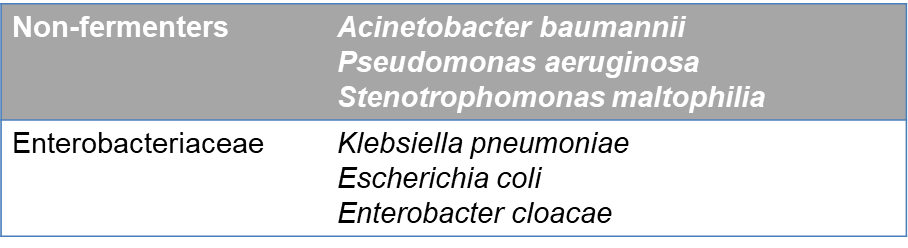 Non-fermenters Acinetobacter baumannii
Pseudomonas aeruginosa
Stenotrophomonas maltophilia
Enterobacteriaceae Klebsiella pneumoniae
Escherichia coli
Enterobacter cloacae